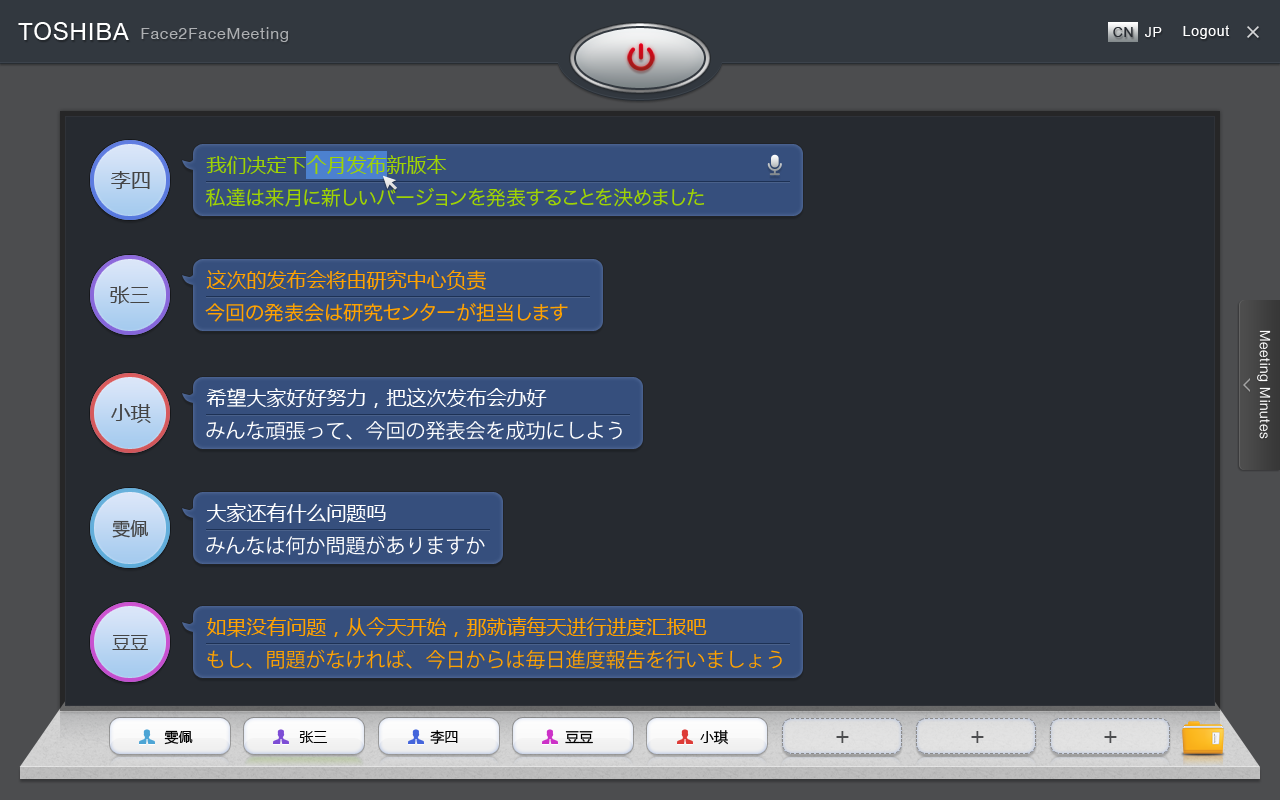 TOSHIBA Face2FaceMeeting
CN JP Logout
李四
我们决定下个月发布新版本
私達は来月に新しいバージョンを発表することを決めました
张三
这次的发布会将由研究中心负责
今回の発表会は研究センターが担当します
小琪
希望大家好好努力，把这次发布会办好
みんな頑張って、今回の発表会を成功にしよう
雯佩
大家还有什么问题吗
みんなは何か問題がありますか
豆豆
如果没有问题，从今天开始，那就请每天进行进度汇报吧
もし、問題がなければ、今日からは毎日進度報告を行いましょう
Meeting Minutes
雯佩 张三 李四 豆豆 小琪 + + +